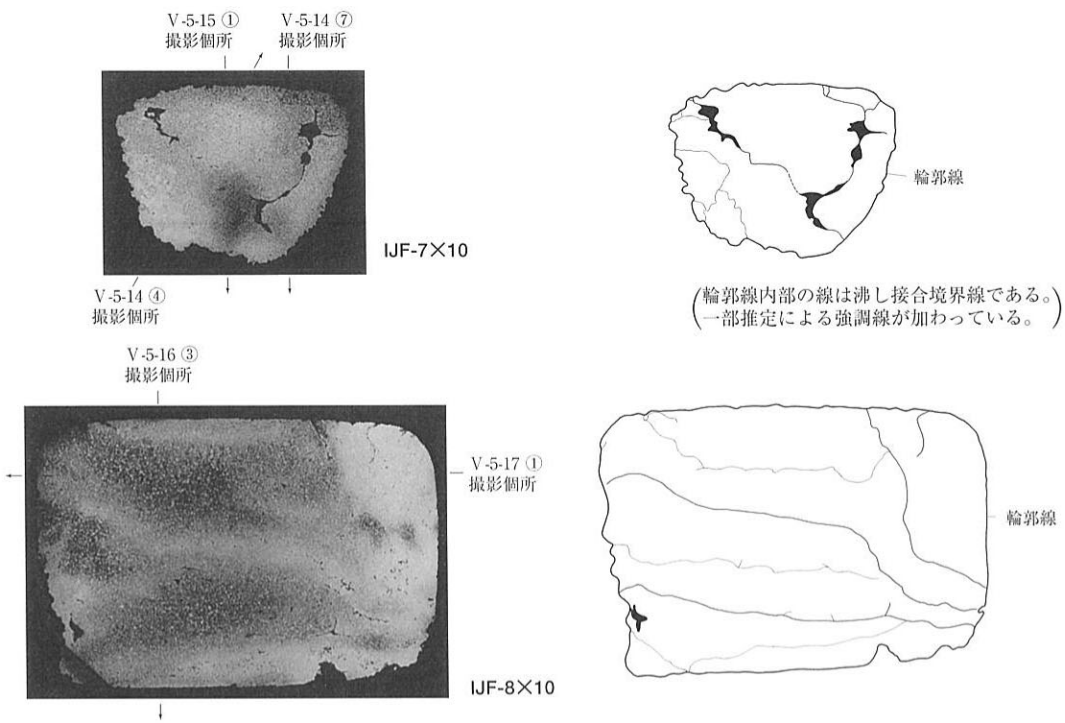 Ⅴ-5-15 ①
撮影個所
Ⅴ-5-14 ⑦
撮影個所
IJF-7×10
Ⅴ-5-14 ④
撮影個所
輪郭線
(輪郭線内部の線は沸し接合境界線である。
一部推定による強調線が加わっている。)
Ⅴ-5-16 ③
撮影個所
Ⅴ-5-17 ①
撮影個所
IJF-8×10
輪郭線